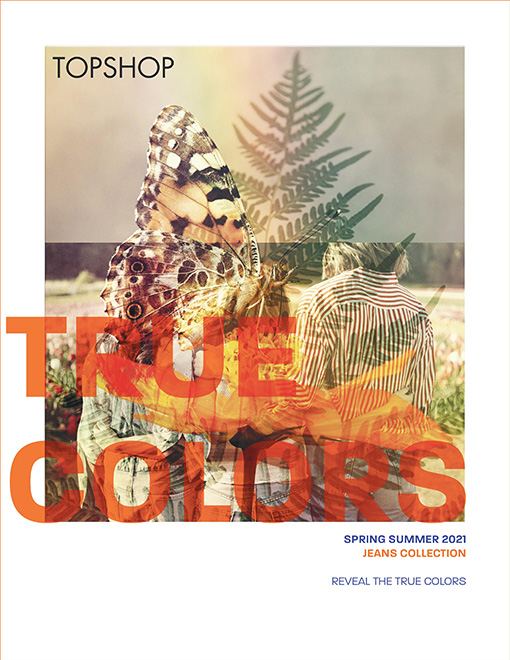 TOPSHOP
TRUE
COLORS
SPRING SUMMER 2021
JEANS COLLECTION
REVEAL THE TRUE COLORS